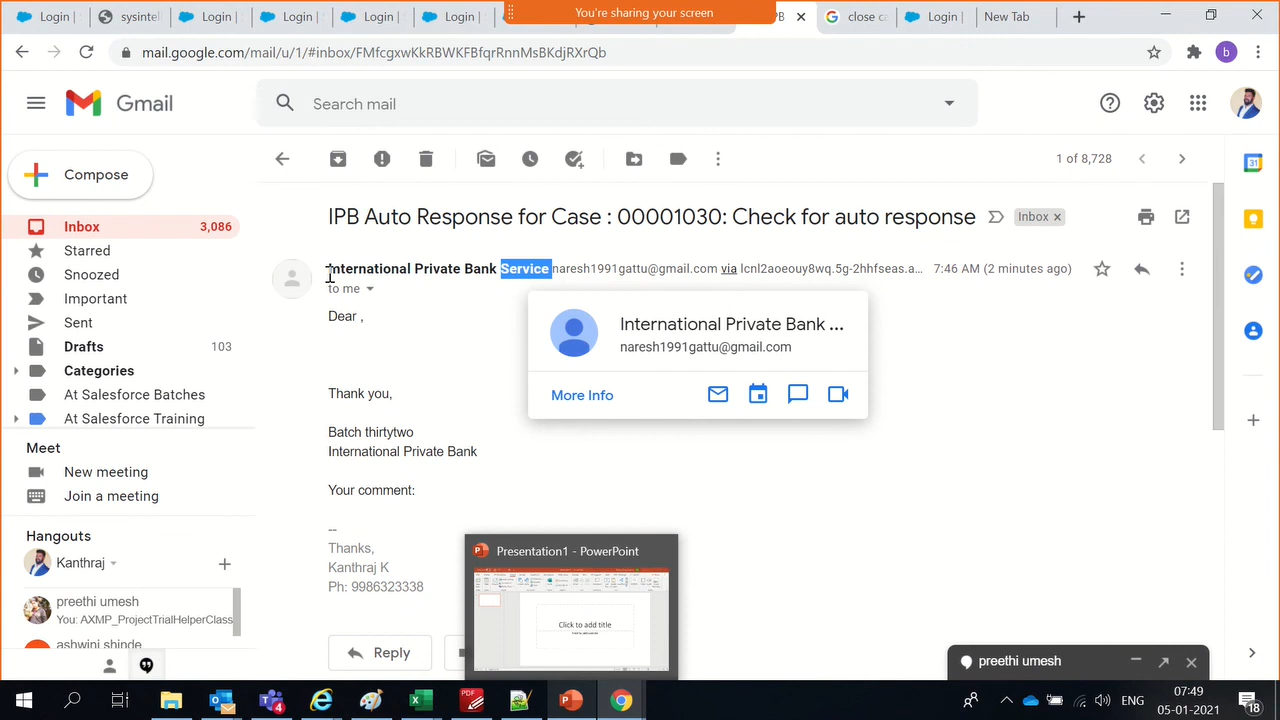 Login |
sysintel
Login |
Login |
Login |
Login |
You're sharing your screen
close ca
Login |
New Tab
mail.google.com/mail/u/1/#inbox/FMfcgxwKkRBWKFBfqrRnnMsBKdjRXrQb
b
Gmail
Search mail
Compose
1 of 8,728
Inbox 3,086
Starred
Snoozed
Important
Sent
Drafts 103
Categories
At Salesforce Batches
At Salesforce Training
Meet
New meeting
Join a meeting
Hangouts
Kanthraj
preethi umesh
You: AXMP_ProjectTrialHelperClass
ashwini shinde
IPB Auto Response for Case : 00001030: Check for auto response
Inbox x
International Private Bank Service naresh1991gattu@gmail.com via lcnl2aoeouy8wq.5g-2hhfseas.a... 7:46 AM (2 minutes ago)
to me
Dear ,
International Private Bank ...
naresh1991gattu@gmail.com
More Info
Thank you,
Batch thirtytwo
International Private Bank
Your comment:
--
Thanks,
Kanthraj K
Ph: 9986323338
Reply
Presentation1 - PowerPoint
Click to add title
preethi umesh
31
PDF
ENG
07:49
05-01-2021
18